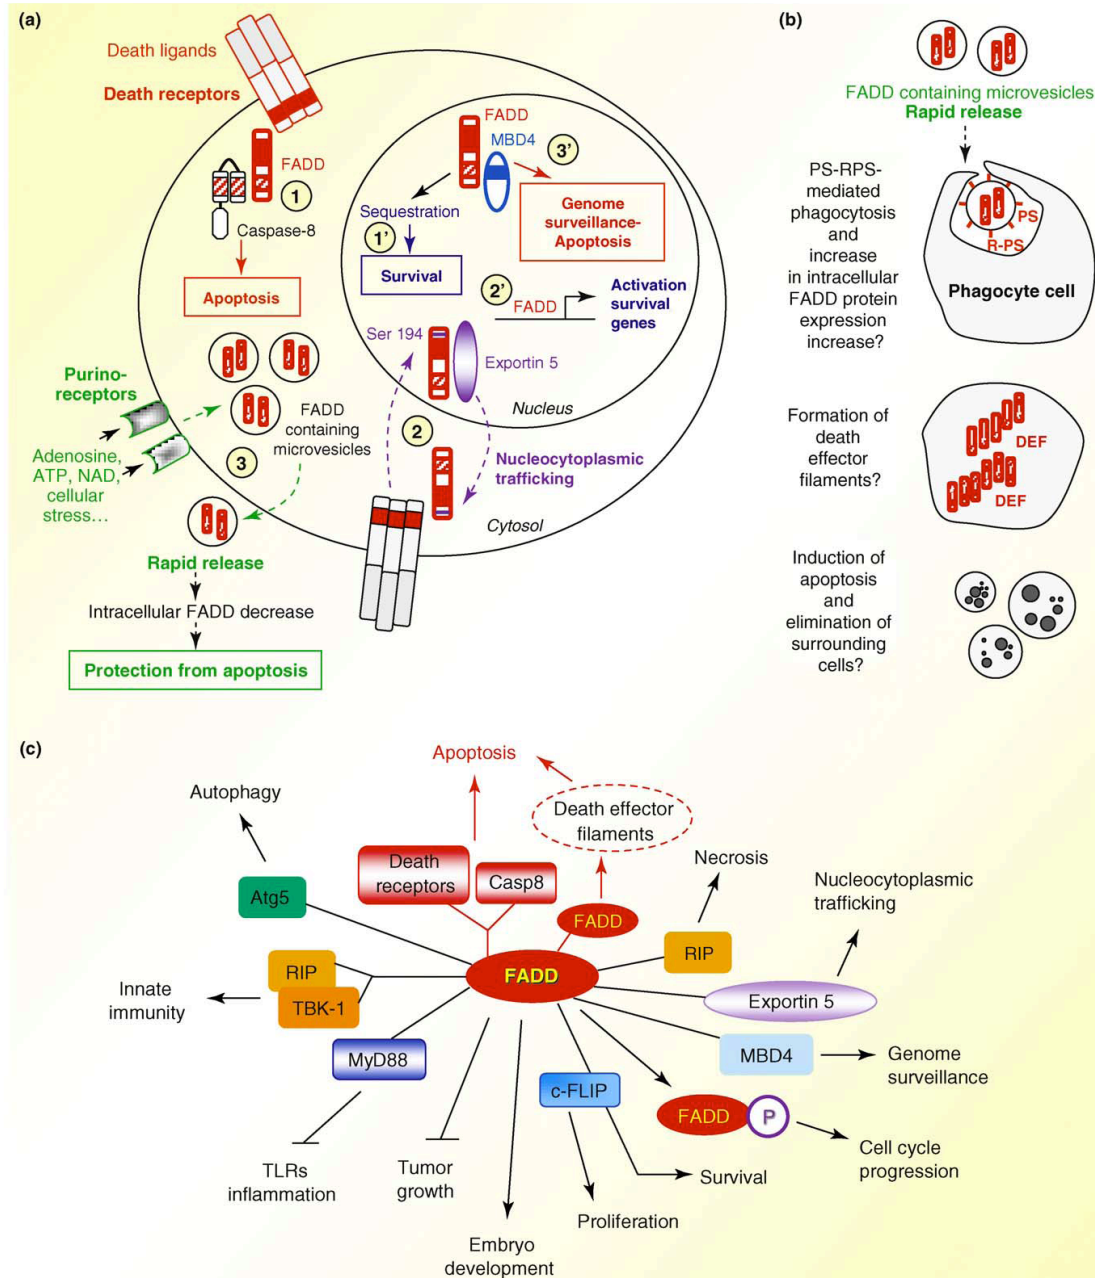 (a)
Death ligands
Death receptors
FADD
1
Caspase-8
Apoptosis
FADD
MBD4
3'
Sequestration
1'
Survival
Genome
surveillance-
Apoptosis
2'
FADD
Activation
survival
genes
Ser 194
Exportin 5
Nucleus
Purino-
receptors
Adenosine,
ATP, NAD,
cellular
stress...
3
FADD
containing
microvesicles
2
Nucleocytoplasmic
trafficking
Cytosol
Rapid release
Intracellular FADD decrease
Protection from apoptosis
(b)
FADD containing microvesicles
Rapid release
PS-RPS-
mediated
phagocytosis
and
increase
in intracellular
FADD protein
expression
increase?
PS
R-PS
Phagocyte cell
Formation of
death
effector
filaments?
DEF
DEF
Induction of
apoptosis
and
elimination of
surrounding
cells?
(c)
Apoptosis
Autophagy
Death effector
filaments
Death
receptors
Casp8
Necrosis
Atg5
FADD
Nucleocytoplasmic
trafficking
RIP
RIP
TBK-1
FADD
Innate
immunity
Exportin 5
MyD88
MBD4
Genome
surveillance
c-FLIP
FADD
P
Cell cycle
progression
TLRs
inflammation
Tumor
growth
Survival
Proliferation
Embryo
development